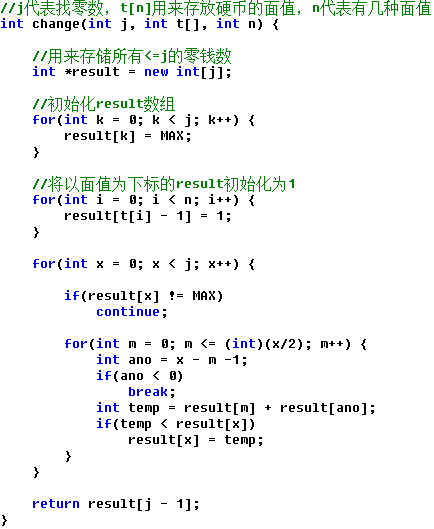 //j代表找零数，t[n]用来存放硬币的面值，n代表有几种面值
int change(int j, int t[], int n) {
//用来存储所有<=j的零钱数
int *result = new int[j];
//初始化result数组
for(int k = 0; k < j; k++) {
result[k] = MAX;
}
//将以面值为下标的result初始化为1
for(int i = 0; i < n; i++) {
result[t[i] - 1] = 1;
}
for(int x = 0; x < j; x++) {
if(result[x] != MAX)
continue;
for(int m = 0; m <= (int)(x/2); m++) {
int ano = x - m -1;
if(ano < 0)
break;
int temp = result[m] + result[ano];
if(temp < result[x])
result[x] = temp;
}
}
return result[j - 1];
}